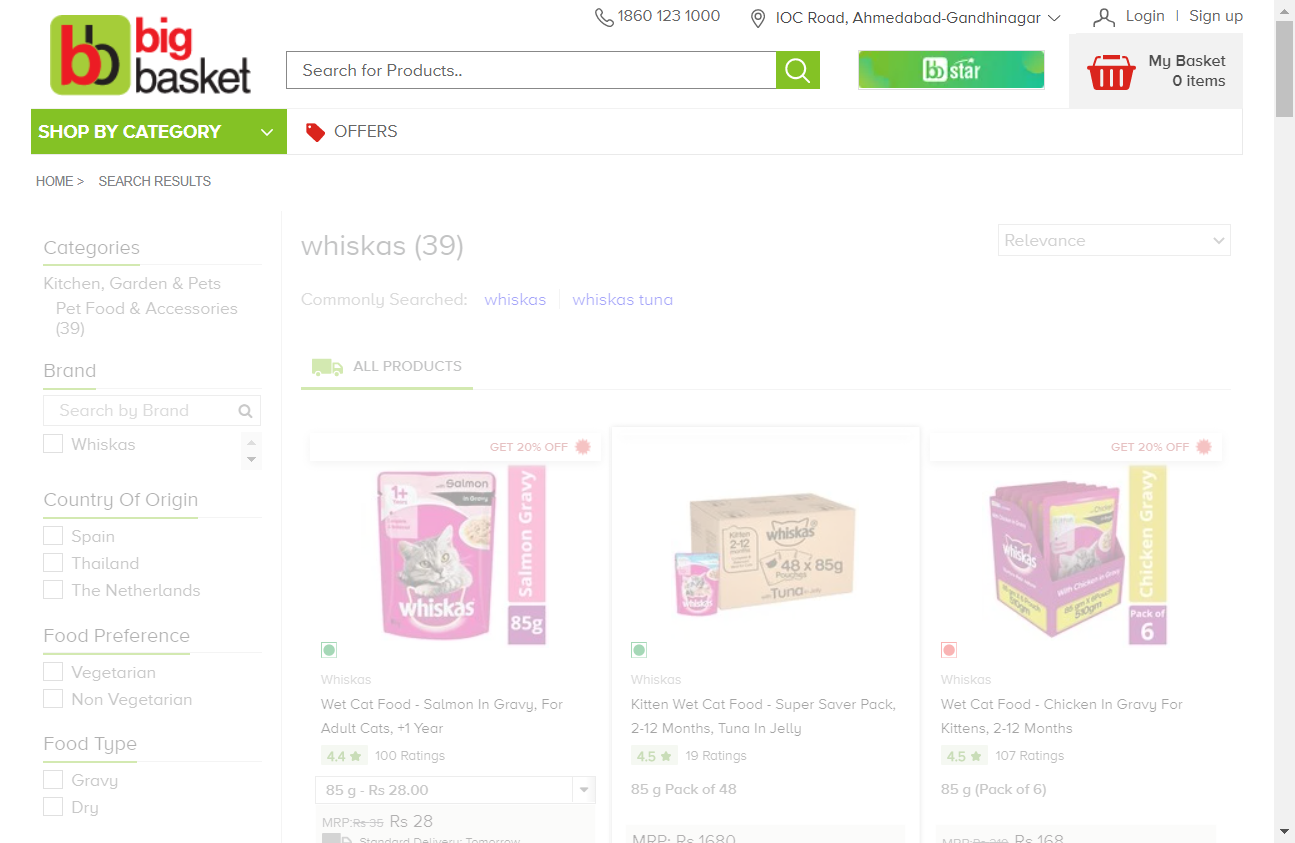 1860 123 1000
IOC Road, Ahmedabad-Gandhinagar
Login | Sign up
bb big basket
Search for Products..
bb star
My Basket
0 items
SHOP BY CATEGORY
OFFERS
HOME > SEARCH RESULTS
Categories
Kitchen, Garden & Pets
Pet Food & Accessories
(39)
Brand
Search by Brand
Whiskas
Country Of Origin
Spain
Thailand
The Netherlands
Food Preference
Vegetarian
Non Vegetarian
Food Type
Gravy
Dry
whiskas (39)
Relevance
Commonly Searched: whiskas whiskas tuna
ALL PRODUCTS
GET 20% OFF
1+
with Salmon
in Gravy
whiskas
Salmon Gravy
85g
Whiskas
Wet Cat Food - Salmon In Gravy, For
Adult Cats, +1 Year
4.4 100 Ratings
85 g - Rs 28.00
MRP:Rs 35 Rs 28
Standard Delivery: Tomorrow
Kitten
2-12
months
whiskas
48 x 85g
Pouches
with Tuna in Jelly
whiskas
Whiskas
Kitten Wet Cat Food - Super Saver Pack,
2-12 Months, Tuna In Jelly
4.5 19 Ratings
85 g Pack of 48
MRP: Rs 1680
GET 20% OFF
whiskas
With Chicken in Gravy
85 gm x 6Pouch
510gm
Chicken Gravy
Pack of
6
Whiskas
Wet Cat Food - Chicken In Gravy For
Kittens, 2-12 Months
4.5 107 Ratings
85 g (Pack of 6)
MRP:Rs 210 Rs 168